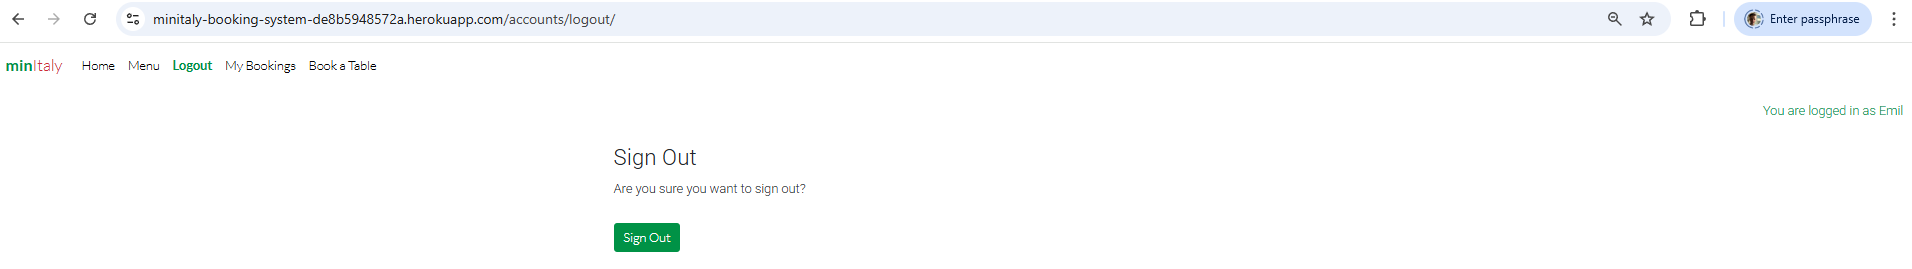 minitaly-booking-system-de8b5948572a.herokuapp.com/accounts/logout/ Enter passphrase
minItaly Home Menu Logout My Bookings Book a Table
You are logged in as Emil
Sign Out
Are you sure you want to sign out?
Sign Out